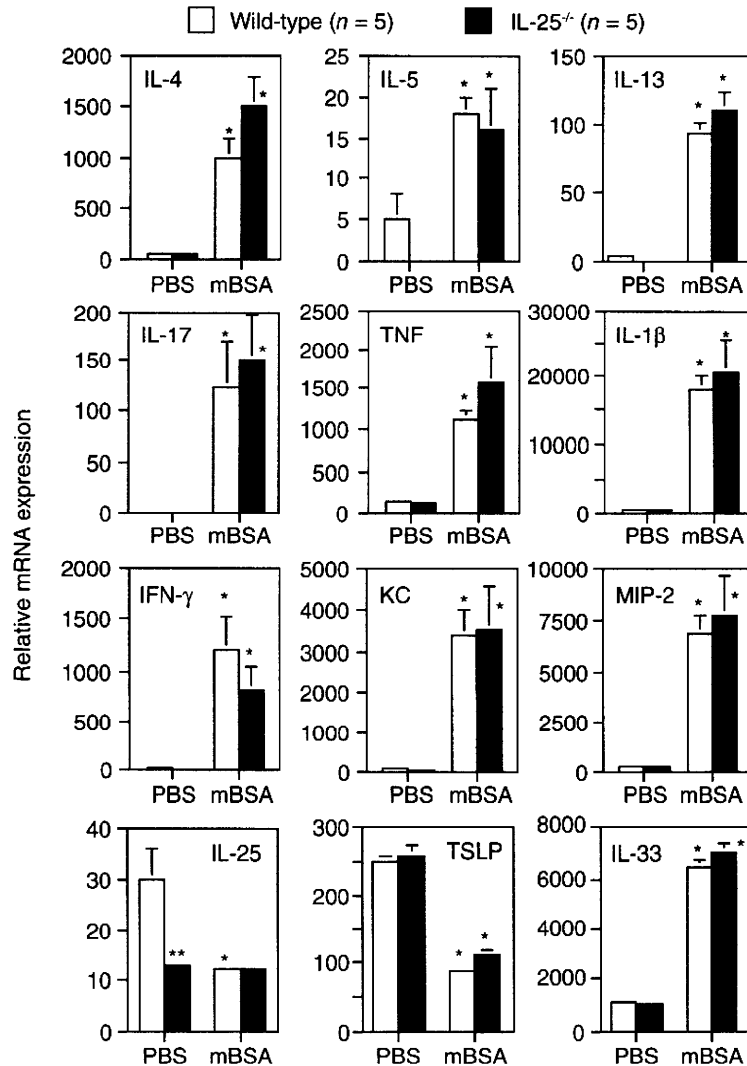 Wild-type (n = 5) IL-25-/- (n = 5)
Relative mRNA expression
IL-4
2000
1500
1000
500
0
PBS mBSA
IL-5
25
20
15
10
5
0
PBS mBSA
IL-13
150
100
50
0
PBS mBSA
IL-17
200
150
100
50
0
PBS mBSA
TNF
2500
2000
1500
1000
500
0
PBS mBSA
IL-1β
30000
20000
10000
0
PBS mBSA
IFN-γ
2000
1500
1000
500
0
PBS mBSA
KC
5000
4000
3000
2000
1000
0
PBS mBSA
MIP-2
10000
7500
5000
2500
0
PBS mBSA
IL-25
40
30
20
10
0
**
*
PBS mBSA
TSLP
300
200
100
0
PBS mBSA
IL-33
8000
6000
4000
2000
0
PBS mBSA